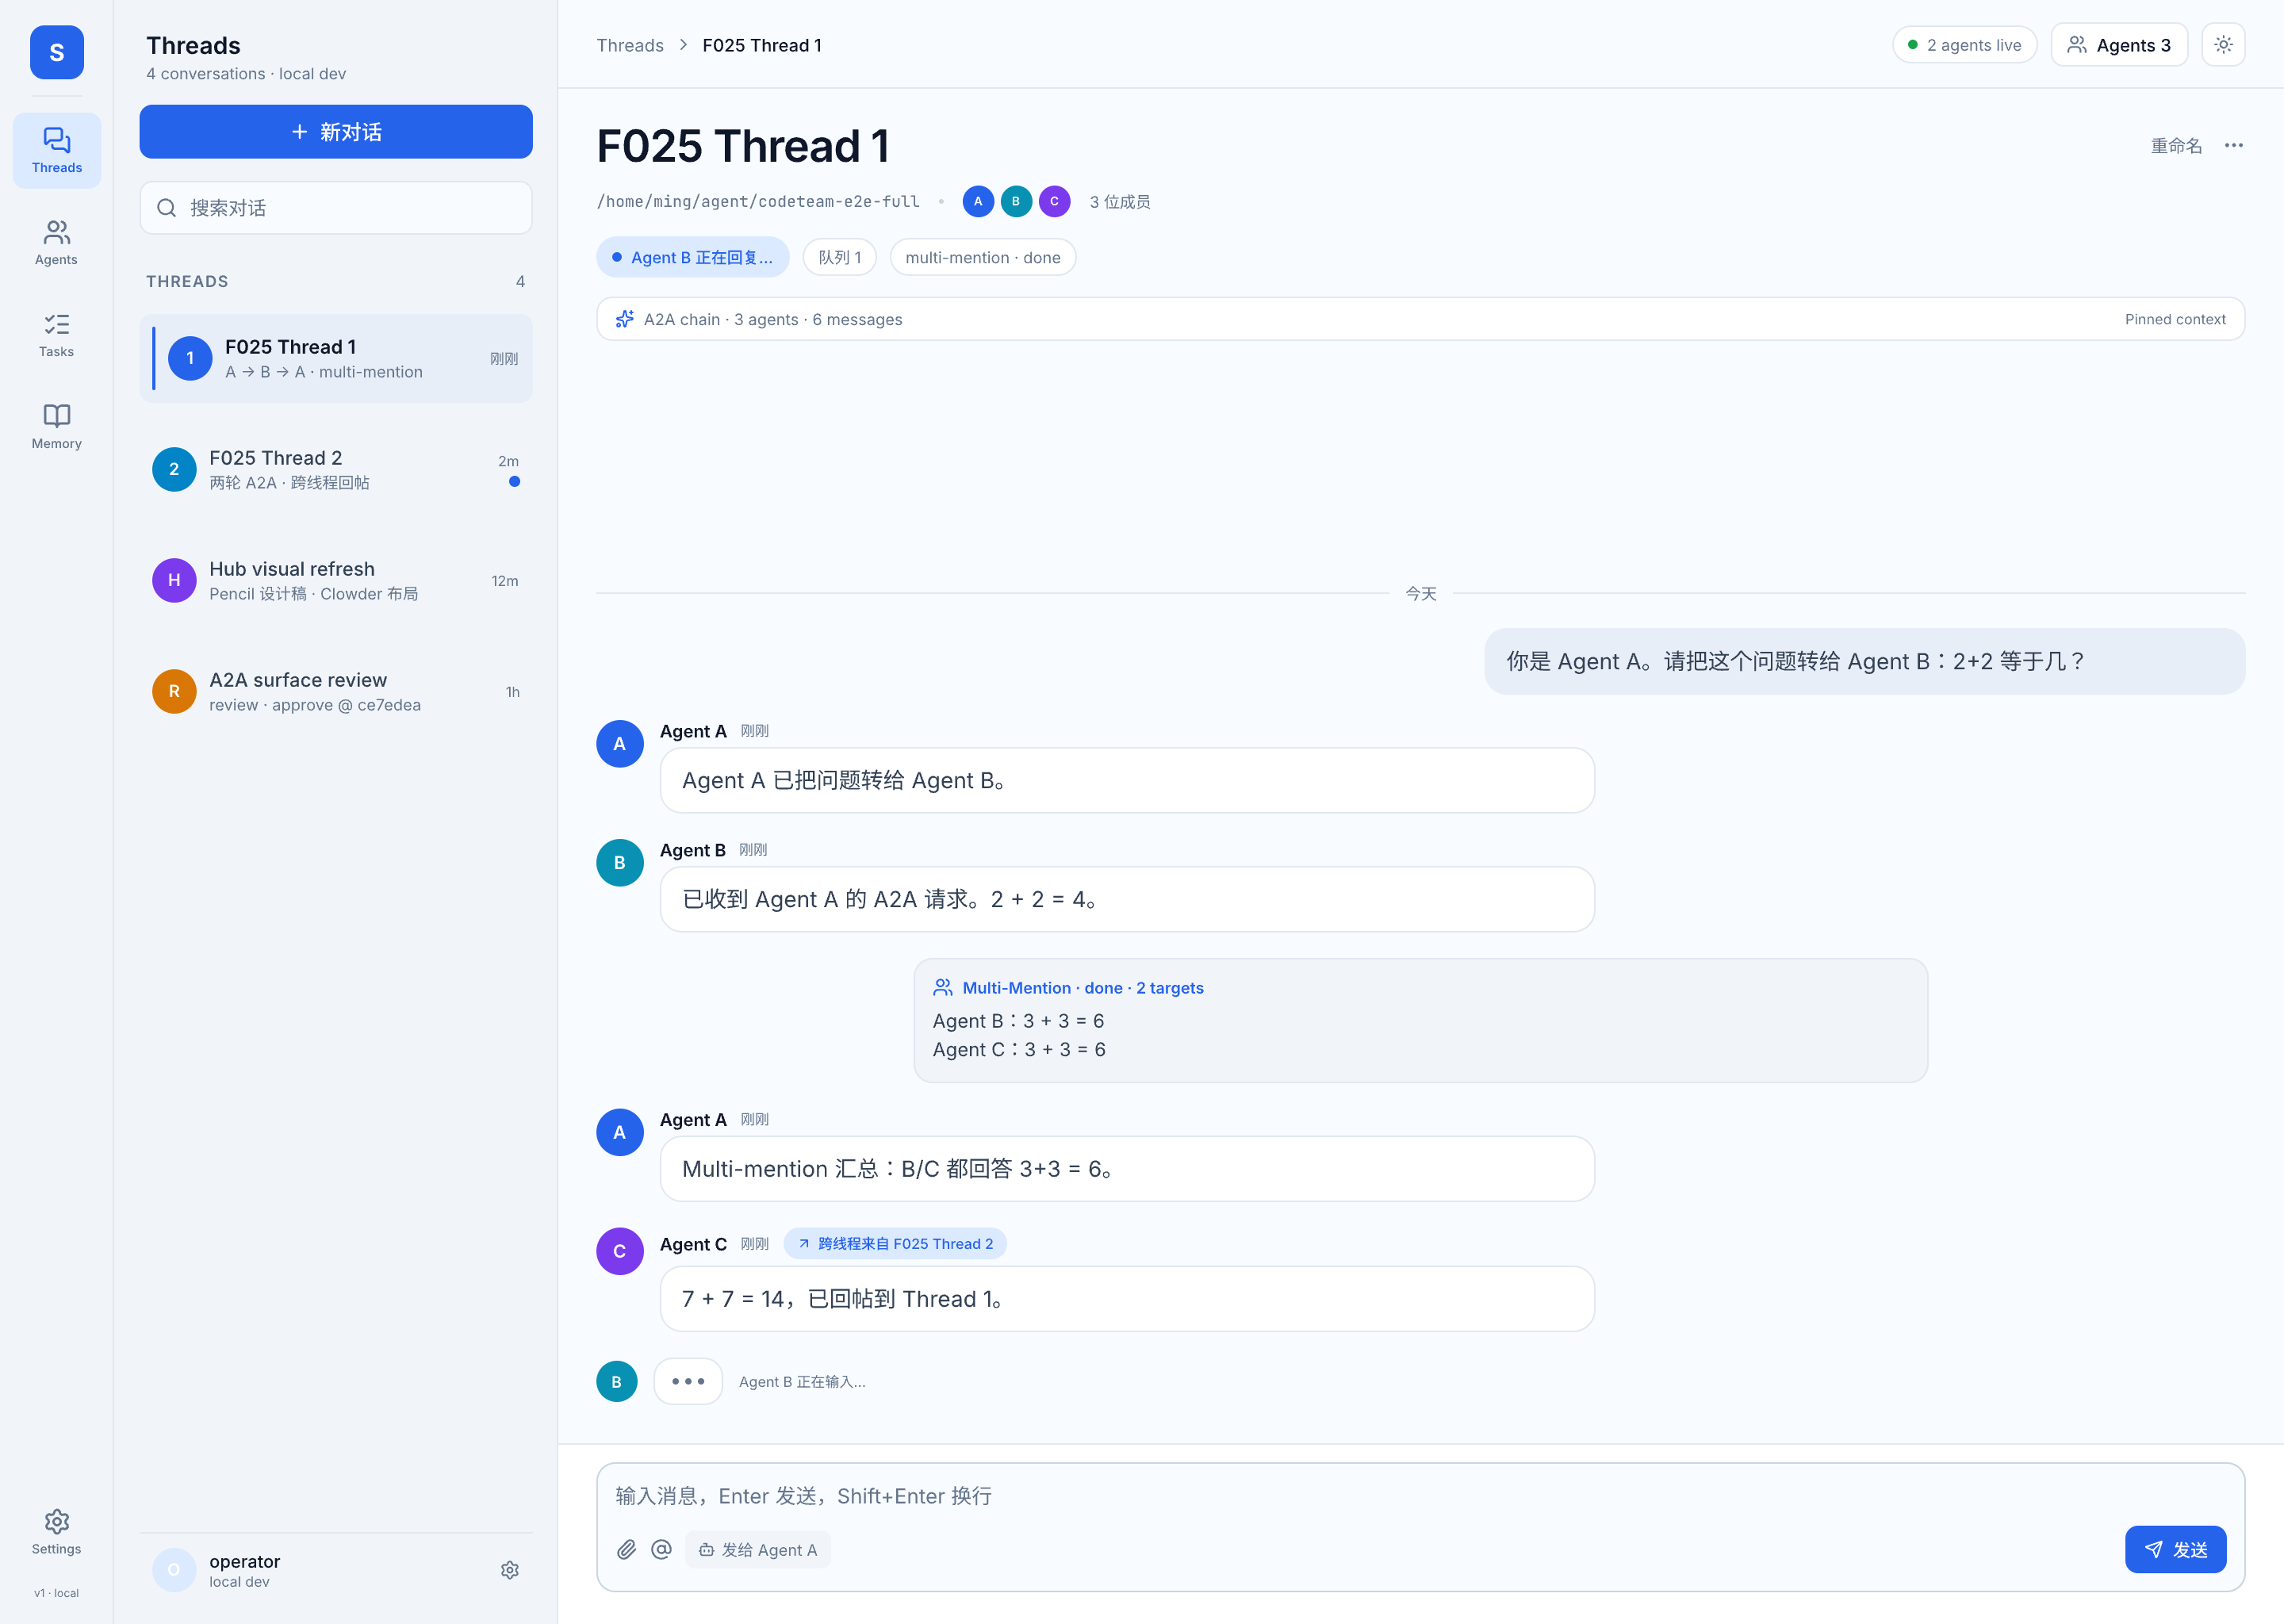 S
Threads
Agents
Tasks
Memory
Settings
v1 · local
Threads
4 conversations · local dev
+ 新对话
搜索对话
THREADS 4
1 F025 Thread 1 刚刚
A → B → A · multi-mention
2 F025 Thread 2 2m
两轮 A2A · 跨线程回帖
H Hub visual refresh 12m
Pencil 设计稿 · Clowder 布局
R A2A surface review 1h
review · approve @ ce7edea
O operator
local dev
Threads > F025 Thread 1
2 agents live
Agents 3
F025 Thread 1
重命名 ···
/home/ming/agent/codeteam-e2e-full • A B C 3 位成员
Agent B 正在回复... 队列 1 multi-mention · done
A2A chain · 3 agents · 6 messages Pinned context
今天
你是 Agent A。请把这个问题转给 Agent B：2+2 等于几？
A Agent A 刚刚
Agent A 已把问题转给 Agent B。
B Agent B 刚刚
已收到 Agent A 的 A2A 请求。2 + 2 = 4。
Multi-Mention · done · 2 targets
Agent B：3 + 3 = 6
Agent C：3 + 3 = 6
A Agent A 刚刚
Multi-mention 汇总：B/C 都回答 3+3 = 6。
C Agent C 刚刚 跨线程来自 F025 Thread 2
7 + 7 = 14，已回帖到 Thread 1。
B ••• Agent B 正在输入...
输入消息，Enter 发送，Shift+Enter 换行
@ 发给 Agent A
发送